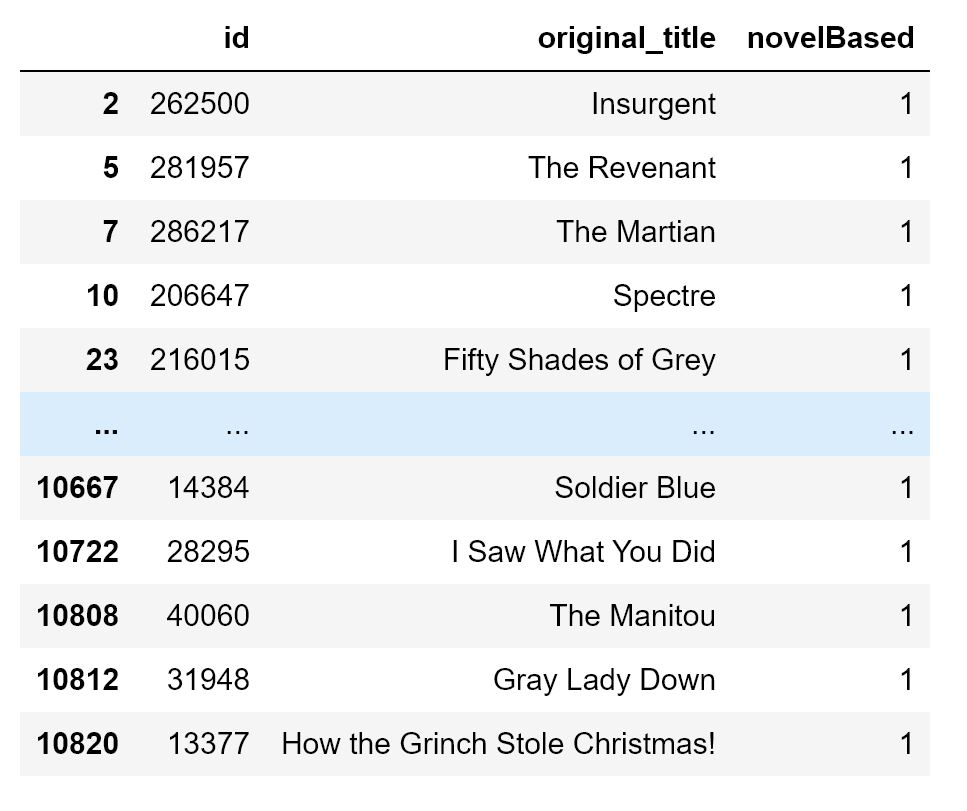 id original_title novelBased
2 262500 Insurgent 1
5 281957 The Revenant 1
7 286217 The Martian 1
10 206647 Spectre 1
23 216015 Fifty Shades of Grey 1
... ... ... ...
10667 14384 Soldier Blue 1
10722 28295 I Saw What You Did 1
10808 40060 The Manitou 1
10812 31948 Gray Lady Down 1
10820 13377 How the Grinch Stole Christmas! 1